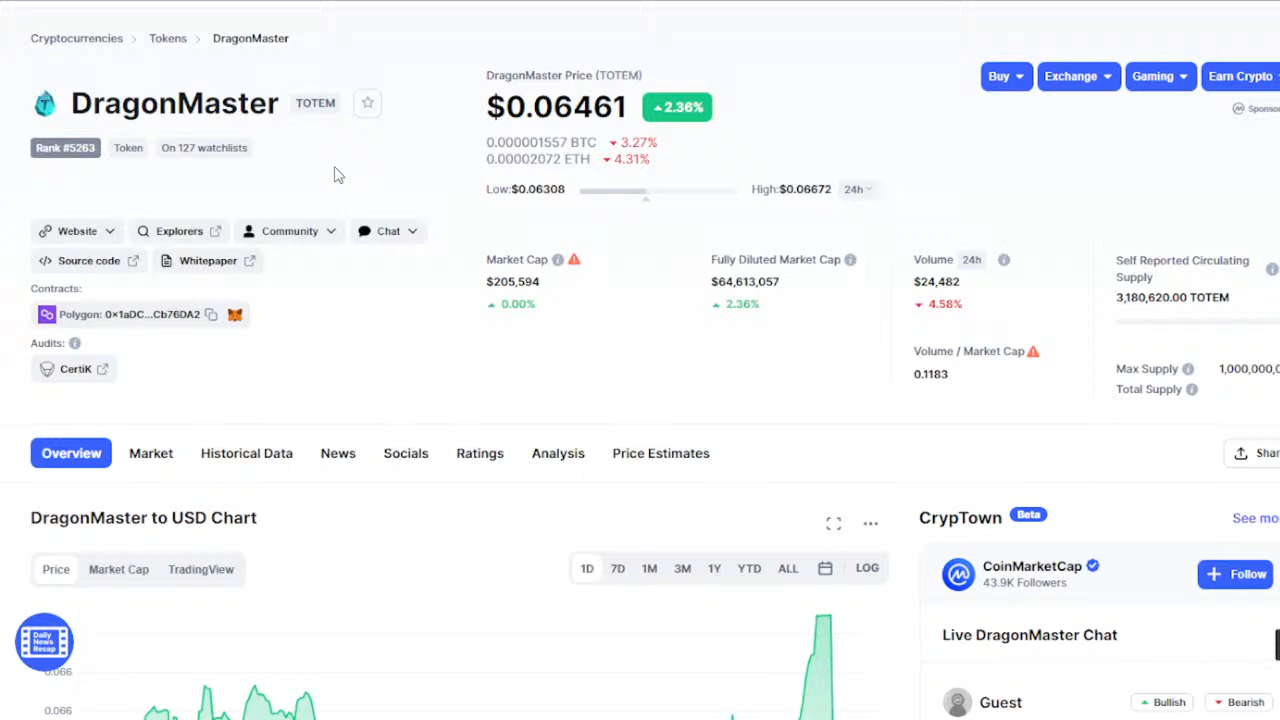 Cryptocurrencies > Tokens > DragonMaster
DragonMaster TOTEM
Rank #5263 Token On 127 watchlists
DragonMaster Price (TOTEM)
$0.06461 2.36%
0.000001557 BTC 3.27%
0.00002072 ETH 4.31%
Low:$0.06308 High:$0.06672 24h
Buy Exchange Gaming Earn Crypto
Website Explorers Community Chat
Source code Whitepaper
Contracts:
Polygon: 0x1aDC...Cb76DA2
Audits:
CertiK
Market Cap
$205,594
0.00%
Fully Diluted Market Cap
$64,613,057
2.36%
Volume 24h
$24,482
4.58%
Volume / Market Cap
0.1183
Self Reported Circulating
Supply
3,180,620.00 TOTEM
Max Supply
Total Supply
Overview Market Historical Data News Socials Ratings Analysis Price Estimates
DragonMaster to USD Chart
Price Market Cap TradingView
1D 7D 1M 3M 1Y YTD ALL LOG
Daily
News
Recap
0.066
0.066
CrypTown Beta
See mo
CoinMarketCap
43.9K Followers
+ Follow
Live DragonMaster Chat
Guest Bullish Bearish